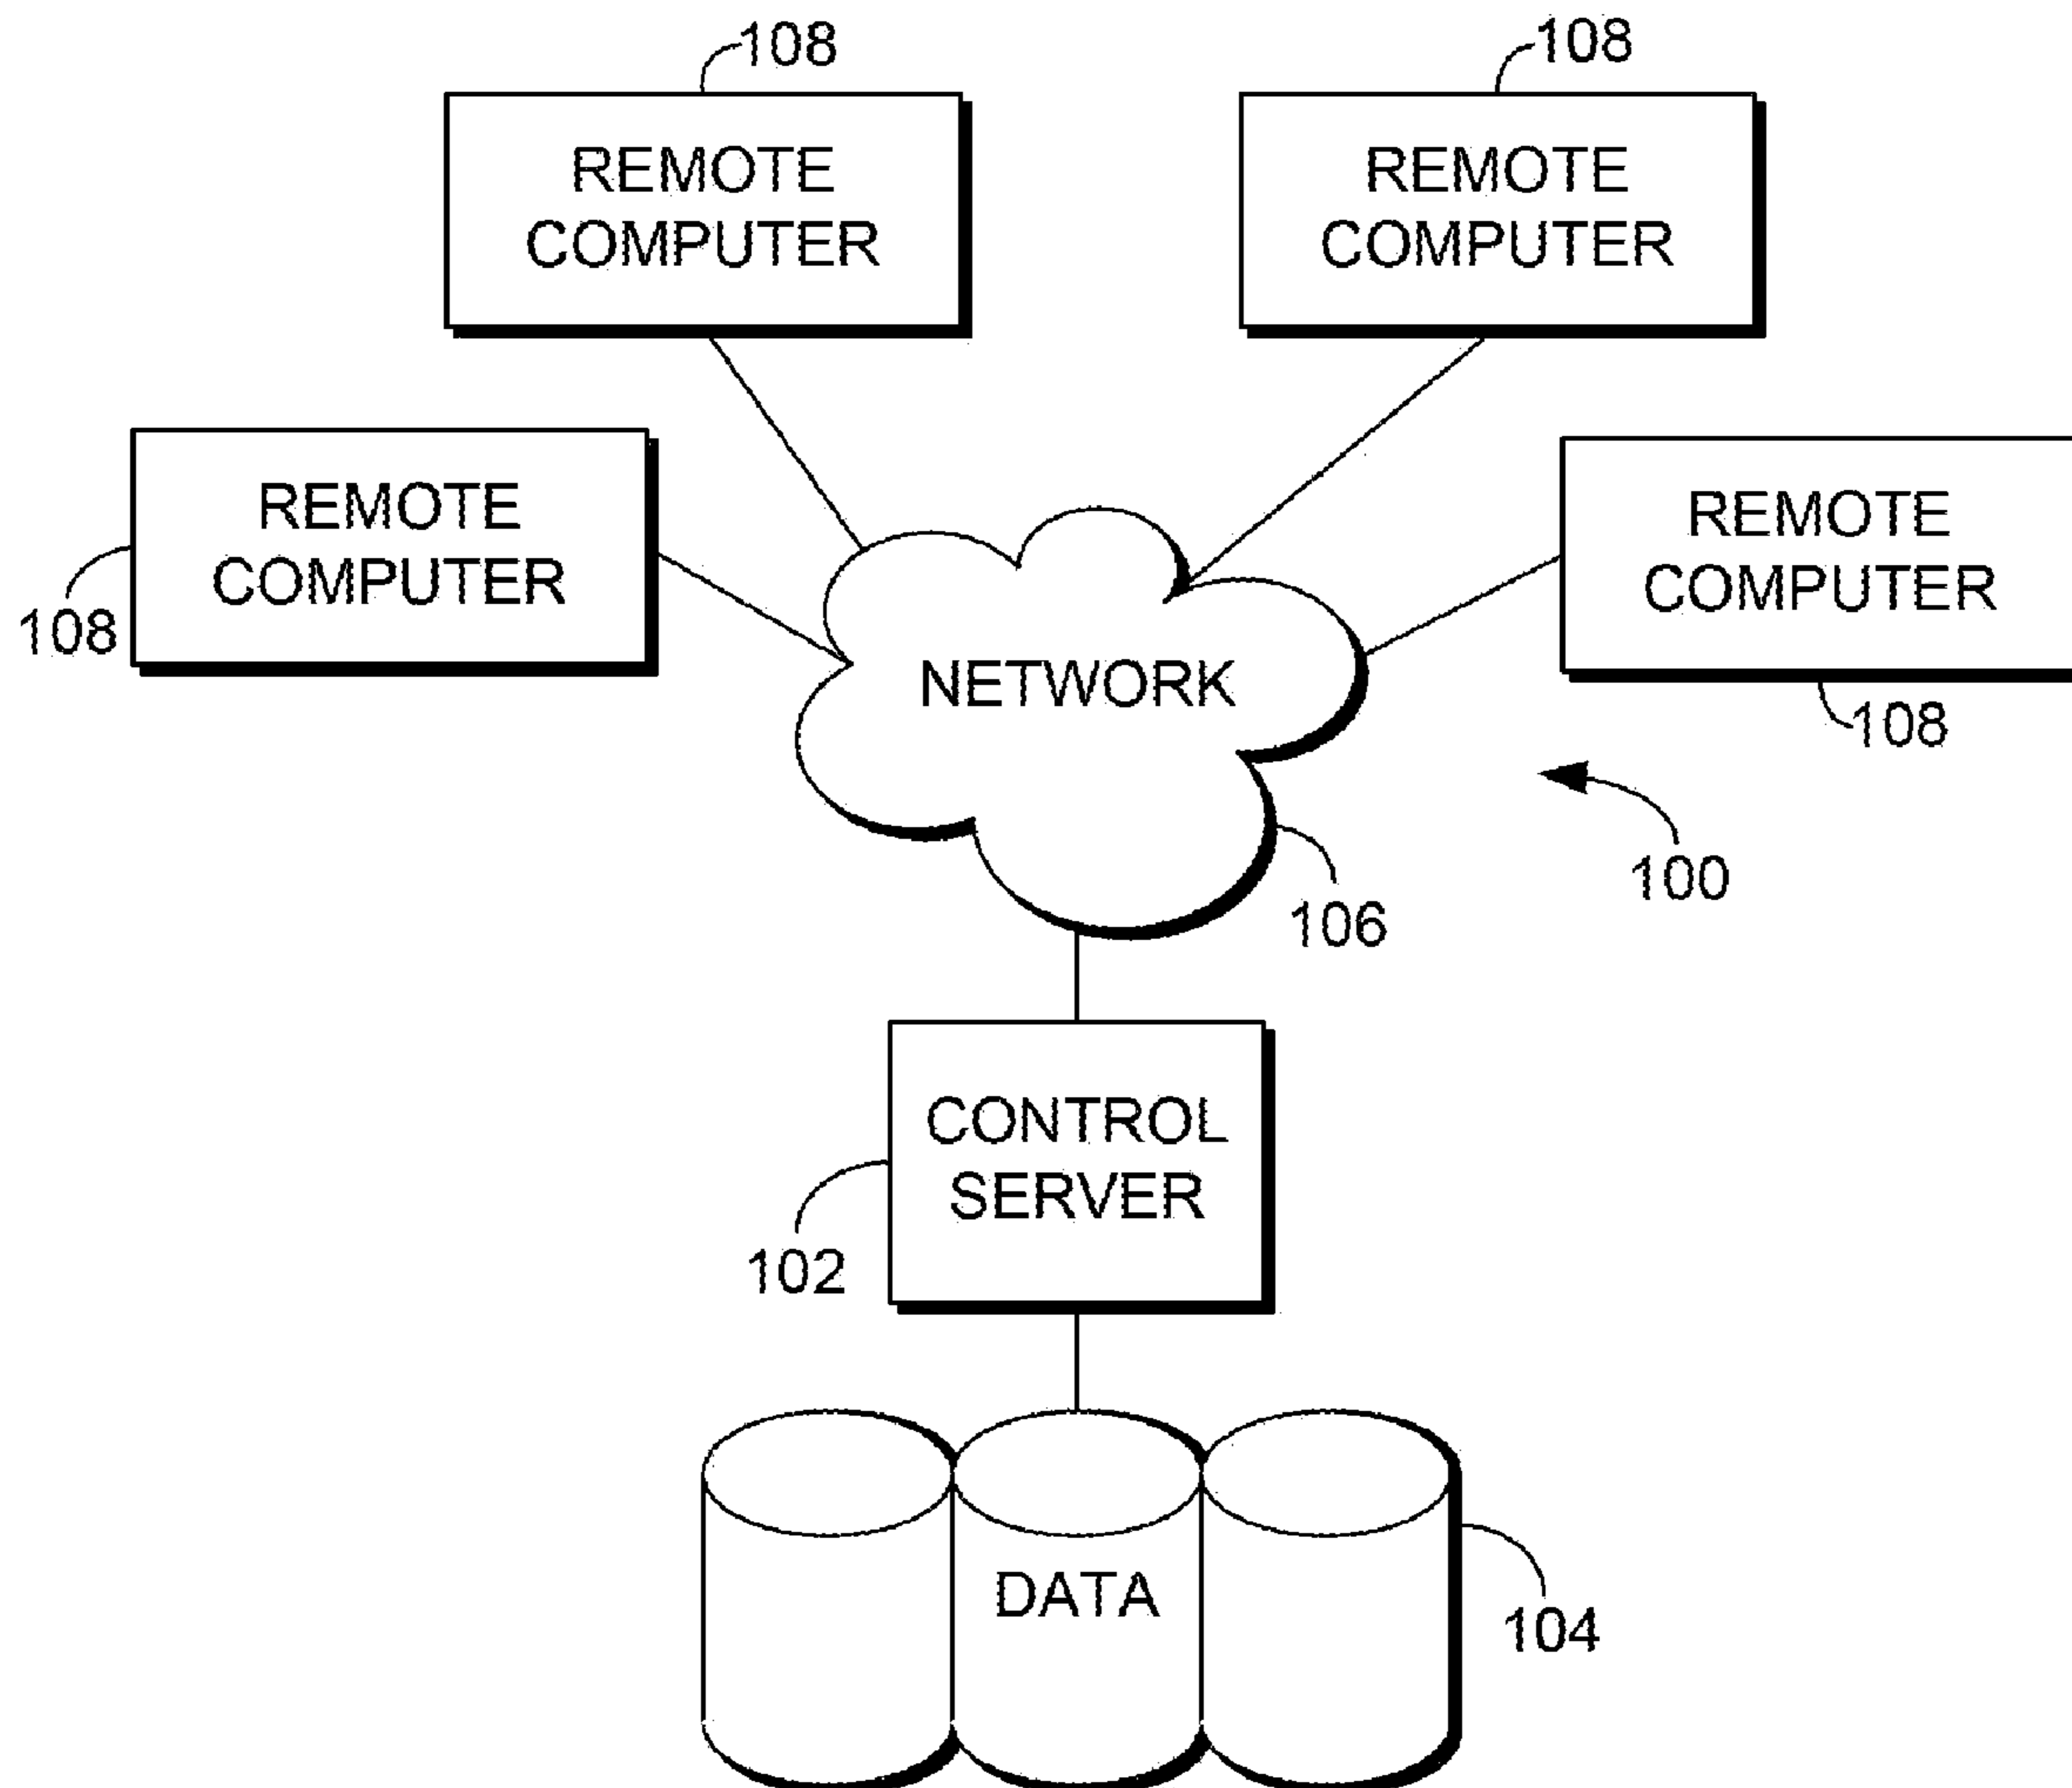 108
108
REMOTE
COMPUTER
REMOTE
COMPUTER
REMOTE
COMPUTER
REMOTE
COMPUTER
108
NETWORK
108
100
106
CONTROL
SERVER
102
DATA
104